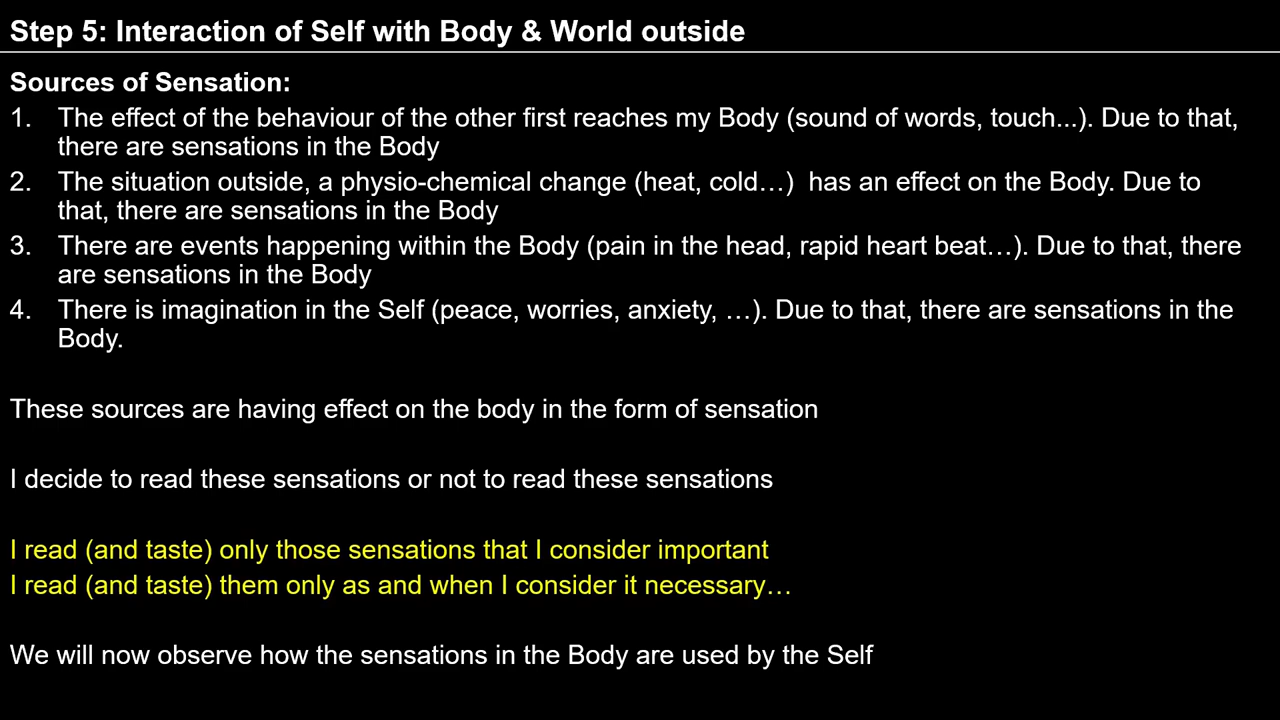 Step 5: Interaction of Self with Body & World outside
Sources of Sensation:
1. The effect of the behaviour of the other first reaches my Body (sound of words, touch...). Due to that,
there are sensations in the Body
2. The situation outside, a physio-chemical change (heat, cold…)  has an effect on the Body. Due to
that, there are sensations in the Body
3. There are events happening within the Body (pain in the head, rapid heart beat…). Due to that, there
are sensations in the Body
4. There is imagination in the Self (peace, worries, anxiety, …). Due to that, there are sensations in the
Body.
These sources are having effect on the body in the form of sensation
I decide to read these sensations or not to read these sensations
I read (and taste) only those sensations that I consider important
I read (and taste) them only as and when I consider it necessary…
We will now observe how the sensations in the Body are used by the Self